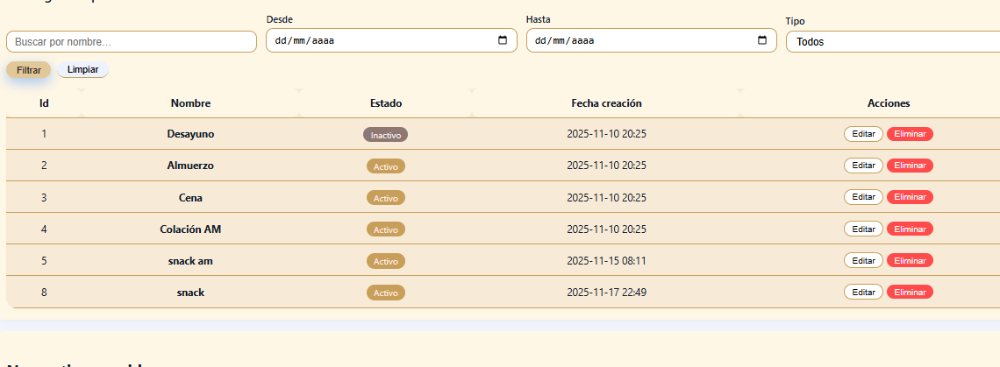 Desde
Hasta
Tipo
Buscar por nombre...
dd/mm/aaaa
dd/mm/aaaa
Todos
Filtrar
Limpiar
Id Nombre Estado Fecha creación Acciones
1 Desayuno Inactivo 2025-11-10 20:25 Editar Eliminar
2 Almuerzo Activo 2025-11-10 20:25 Editar Eliminar
3 Cena Activo 2025-11-10 20:25 Editar Eliminar
4 Colación AM Activo 2025-11-10 20:25 Editar Eliminar
5 snack am Activo 2025-11-15 08:11 Editar Eliminar
8 snack Activo 2025-11-17 22:49 Editar Eliminar